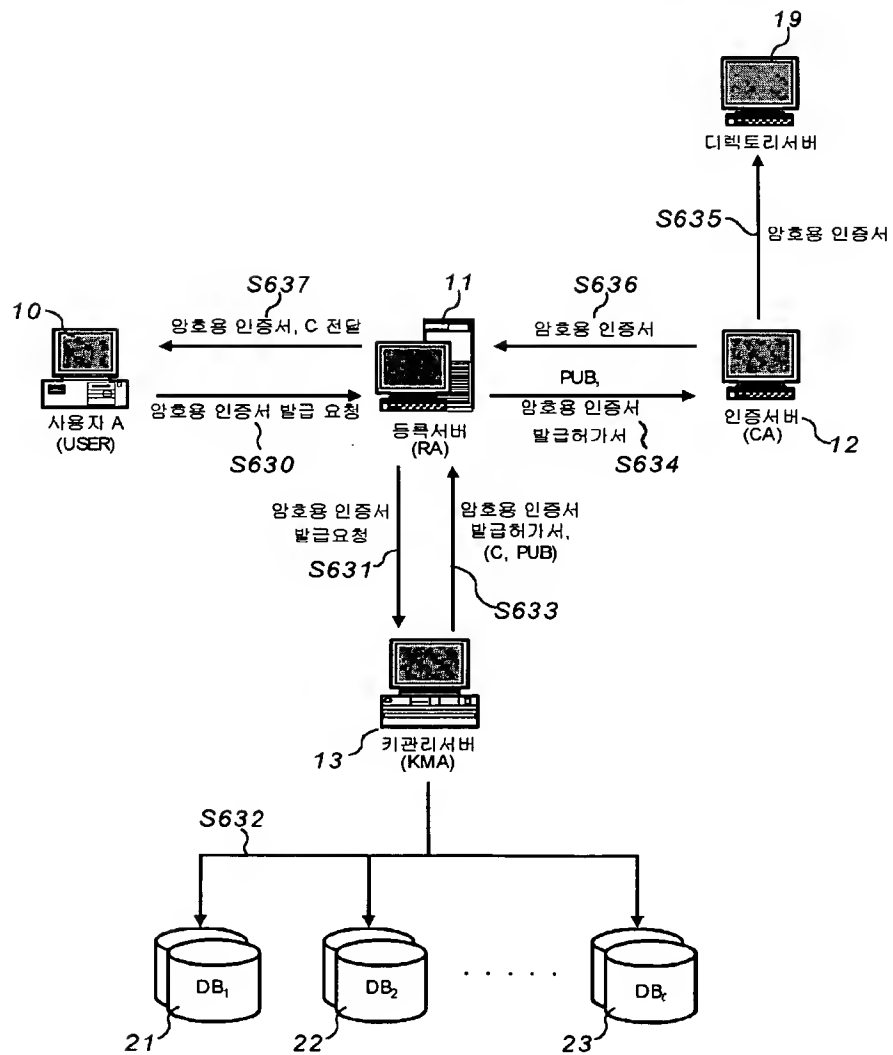 19
디렉토리서버
S635
암호용 인증서
S637
11
S636
10
암호용 인증서, C 전달
암호용 인증서
PUB,
사용자 A
(USER)
암호용 인증서 발급 요청
S630
등록서버
(RA)
암호용 인증서
발급허가서
S634
인증서버
(CA)
12
암호용 인증서
발급요청
S631
암호용 인증서
발급허가서,
(C, PUB)
S633
13
키관리서버
(KMA)
S632
DB1
DB2
. . . . .
DBt
21
22
23